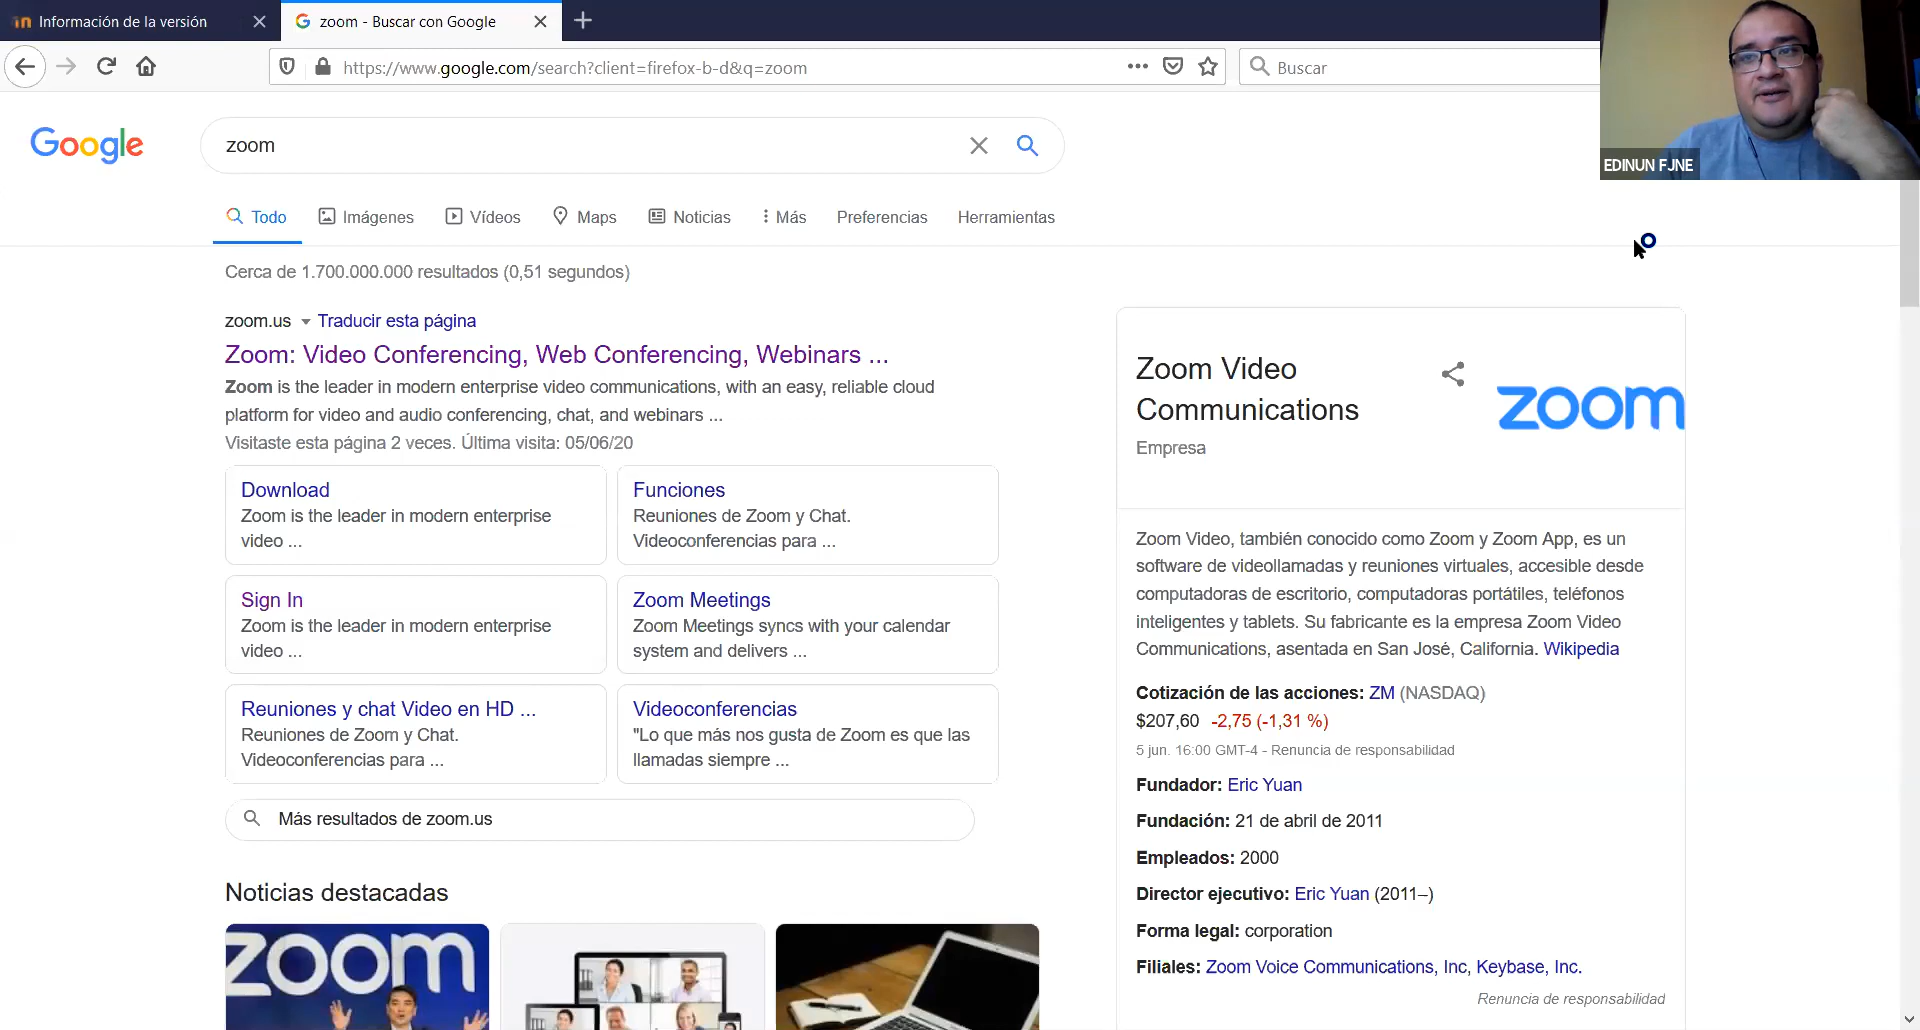 Información de la versión
zoom - Buscar con Google
https://www.google.com/search?client=firefox-b-d&q=zoom
Buscar
EDINUN FJNE
Google
zoom
Todo
Imágenes
Vídeos
Maps
Noticias
Más
Preferencias
Herramientas
Cerca de 1.700.000.000 resultados (0,51 segundos)
zoom.us
Traducir esta página
Zoom: Video Conferencing, Web Conferencing, Webinars ...
Zoom is the leader in modern enterprise video communications, with an easy, reliable cloud
platform for video and audio conferencing, chat, and webinars ...
Visitaste esta página 2 veces. Última visita: 05/06/20
Download
Zoom is the leader in modern enterprise
video ...
Funciones
Reuniones de Zoom y Chat.
Videoconferencias para ...
Sign In
Zoom is the leader in modern enterprise
video ...
Zoom Meetings
Zoom Meetings syncs with your calendar
system and delivers ...
Reuniones y chat Video en HD ...
Reuniones de Zoom y Chat.
Videoconferencias para ...
Videoconferencias
"Lo que más nos gusta de Zoom es que las
llamadas siempre ...
Más resultados de zoom.us
Noticias destacadas
zoom
Zoom Video
Communications
Empresa
zoom
Zoom Video, también conocido como Zoom y Zoom App, es un
software de videollamadas y reuniones virtuales, accesible desde
computadoras de escritorio, computadoras portátiles, teléfonos
inteligentes y tablets. Su fabricante es la empresa Zoom Video
Communications, asentada en San José, California. Wikipedia
Cotización de las acciones: ZM (NASDAQ)
$207,60 -2,75 (-1,31 %)
5 jun. 16:00 GMT-4 - Renuncia de responsabilidad
Fundador: Eric Yuan
Fundación: 21 de abril de 2011
Empleados: 2000
Director ejecutivo: Eric Yuan (2011–)
Forma legal: corporation
Filiales: Zoom Voice Communications, Inc, Keybase, Inc.
Renuncia de responsabilidad